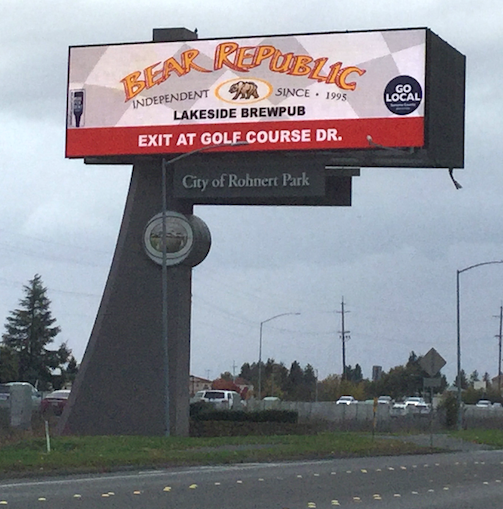 BEAR REPUBLIC
INDEPENDENT SINCE • 1995
LAKESIDE BREWPUB
GO
LOCAL
EXIT AT GOLF COURSE DR.
City of Rohnert Park